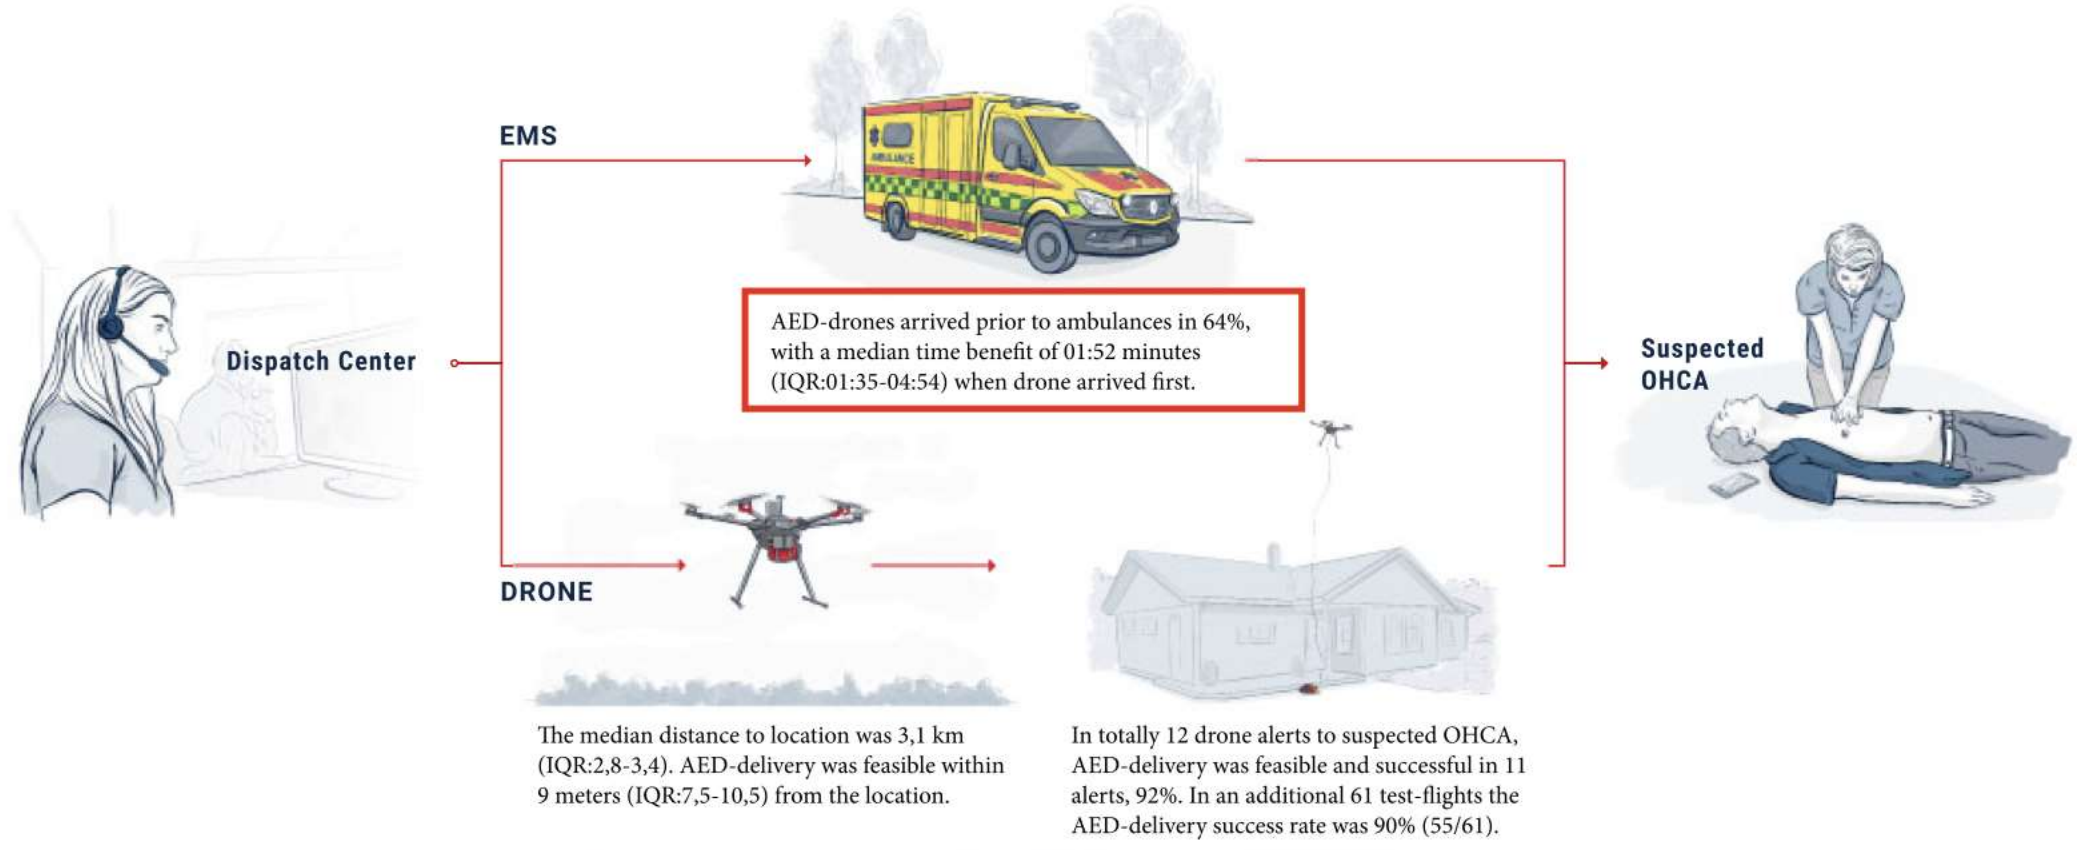 EMS
AMBULANCE
AED-drones arrived prior to ambulances in 64%,
with a median time benefit of 01:52 minutes
(IQR:01:35-04:54) when drone arrived first.
Dispatch Center
Suspected
OHCA
DRONE
The median distance to location was 3,1 km
(IQR:2,8-3,4). AED-delivery was feasible within
9 meters (IQR:7,5-10,5) from the location.
In totally 12 drone alerts to suspected OHCA,
AED-delivery was feasible and successful in 11
alerts, 92%. In an additional 61 test-flights the
AED-delivery success rate was 90% (55/61).